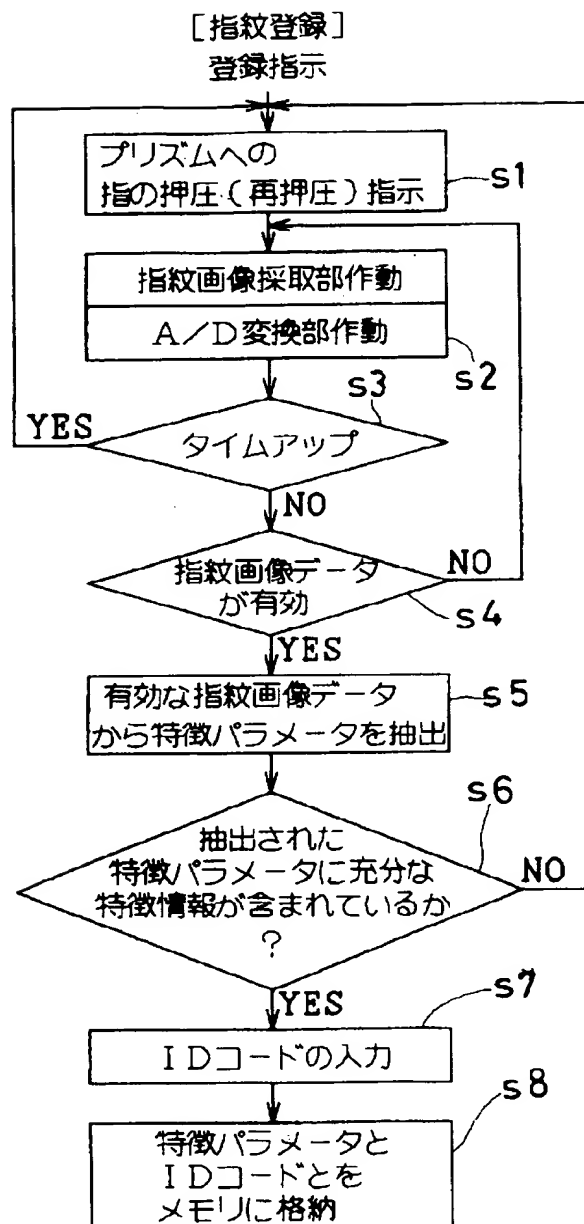 [指紋登録]
登録指示
プリズムへの
指の押圧(再押圧)指示
s1
指紋画像採取部作動
A/D変換部作動
s2
s3
YES
タイムアップ
NO
指紋画像データ
が有効
NO
s4
YES
有効な指紋画像データ
から特徴パラメータを抽出
s5
s6
抽出された
特徴パラメータに充分な
特徴情報が含まれているか
?
NO
YES
s7
IDコードの入力
s8
特徴パラメータと
IDコードとを
メモリに格納